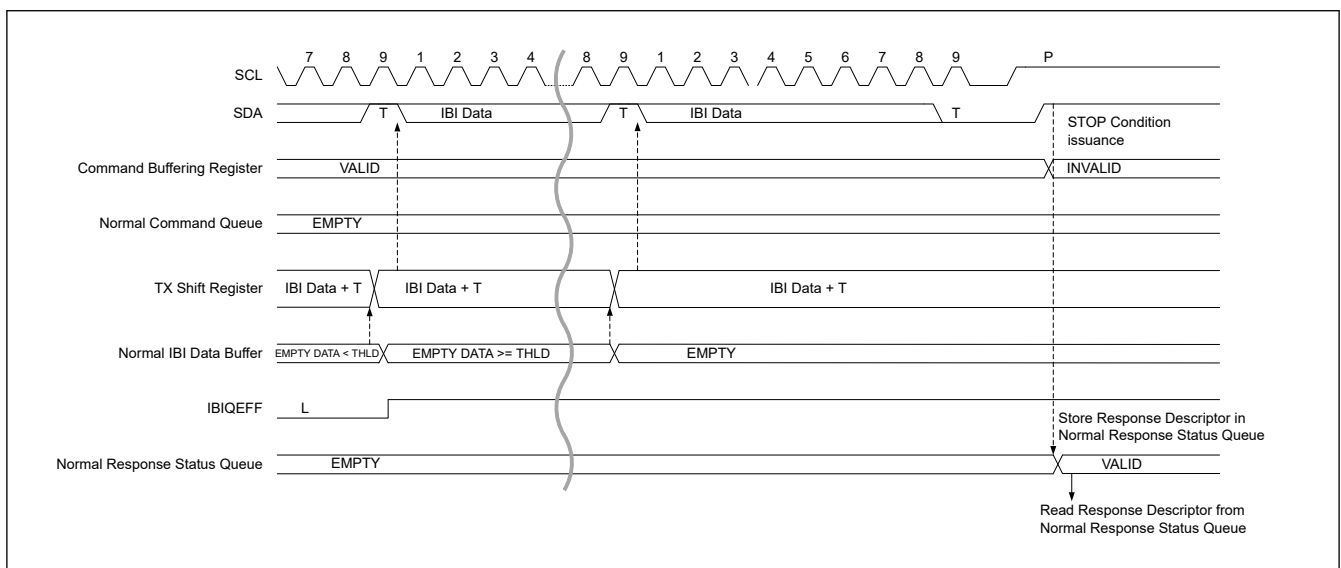 7 8 9 1 2 3 4 8 9 1 2 3 4 5 6 7 8 9 P
SCL
SDA T IBI Data T IBI Data T
STOP Condition
issuance
Command Buffering Register VALID INVALID
Normal Command Queue EMPTY
TX Shift Register IBI Data + T IBI Data + T IBI Data + T
Normal IBI Data Buffer EMPTY DATA < THLD EMPTY DATA >= THLD EMPTY
IBIQEFF L
Store Response Descriptor in
Normal Response Status Queue
Normal Response Status Queue EMPTY VALID
Read Response Descriptor from
Normal Response Status Queue